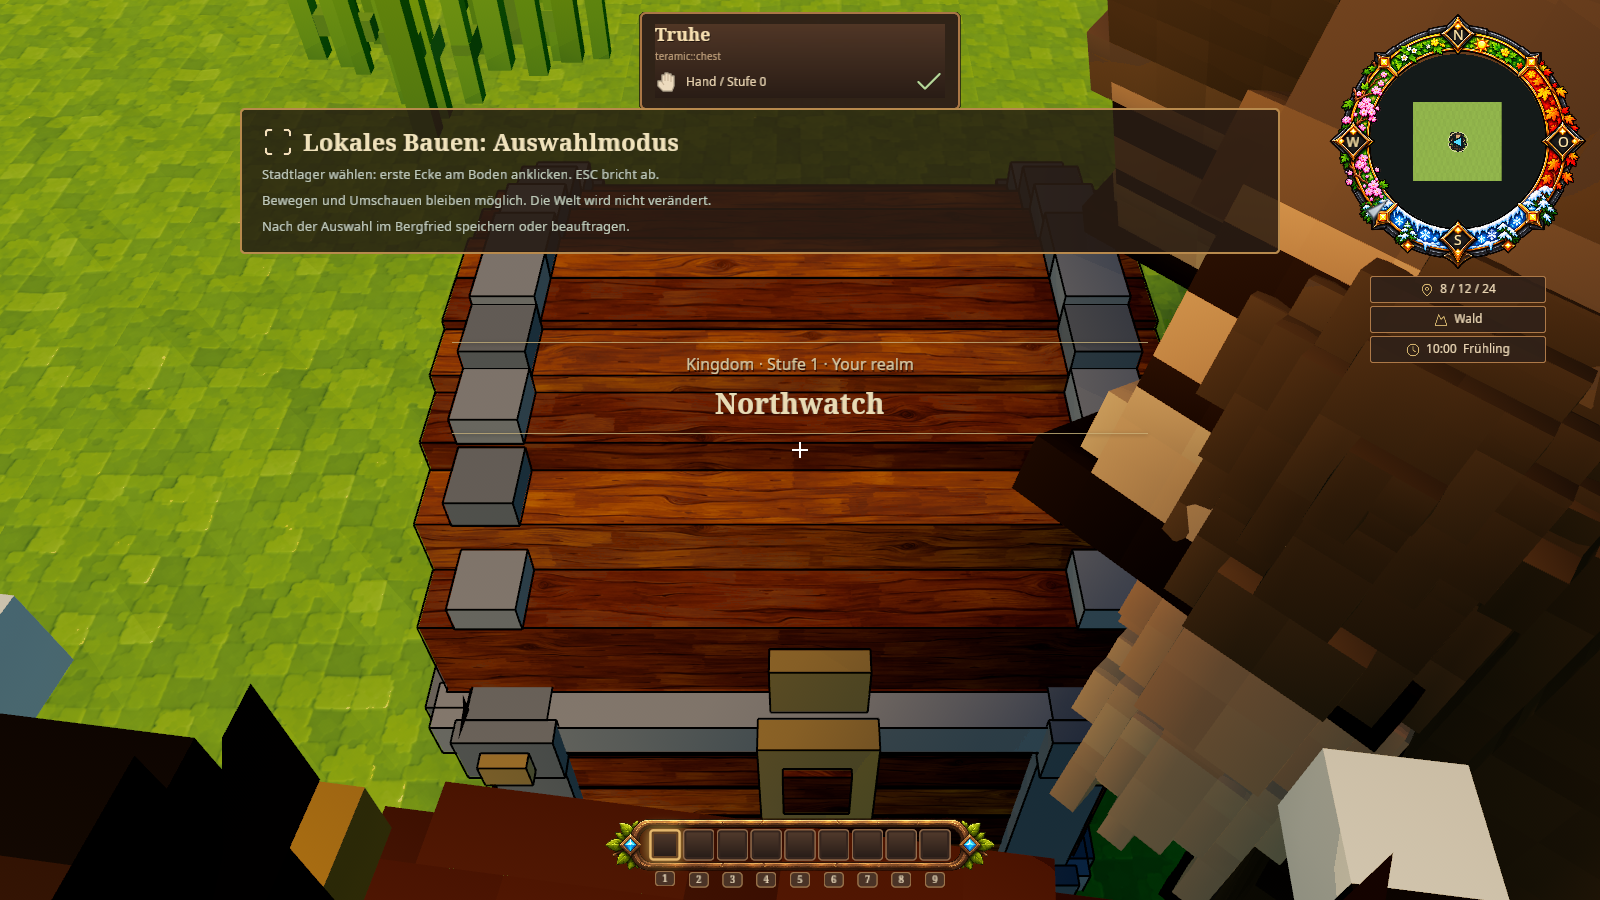 Truhe
teramic::chest
Hand / Stufe 0
Lokales Bauen: Auswahlmodus
Stadtlager wählen: erste Ecke am Boden anklicken. ESC bricht ab.
Bewegen und Umschauen bleiben möglich. Die Welt wird nicht verändert.
Nach der Auswahl im Bergfried speichern oder beauftragen.
N
W
O
S
8 / 12 / 24
Wald
10:00 Frühling
Kingdom · Stufe 1 · Your realm
Northwatch
1 2 3 4 5 6 7 8 9